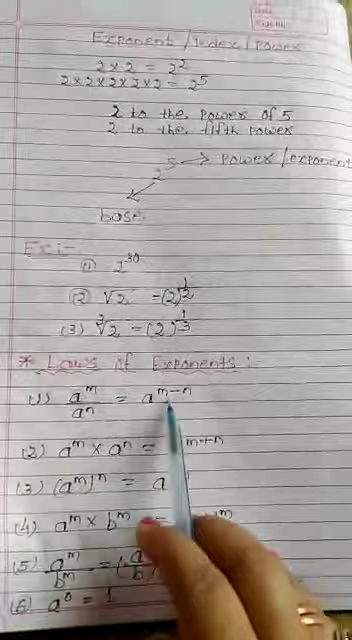 Exponent / Index / Power
2 × 2 = 2²
2 × 2 × 2 × 2 × 2 = 2⁵
2 to the power of 5
2 to the fifth power
2⁵ → power / exponent
base
Ex:-
(1) 2³⁰
(2) √2 = (2)^(1/2)
(3) ∛2 = (2)^(1/3)
* Laws of Exponents :-
(1) aᵐ/aⁿ = aᵐ⁻ⁿ
(2) aᵐ × aⁿ = ᵐ⁺ⁿ
(3) (aᵐ)ⁿ = a
(4) aᵐ × bᵐ = ᵐ
(5) aᵐ/bᵐ = (a/b)
(6) a⁰ = 1